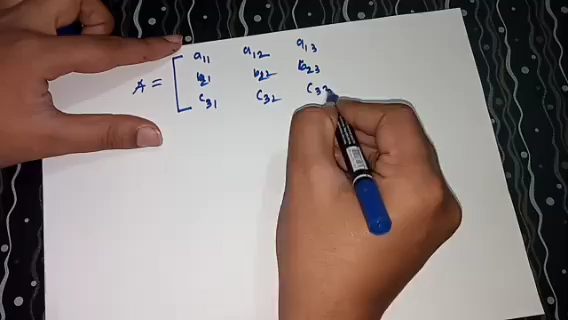 a₁₁ a₁₂ a₁₃
A = [ b₂₁ b₂₂ b₂₃
c₃₁ c₃₂ c₃₃